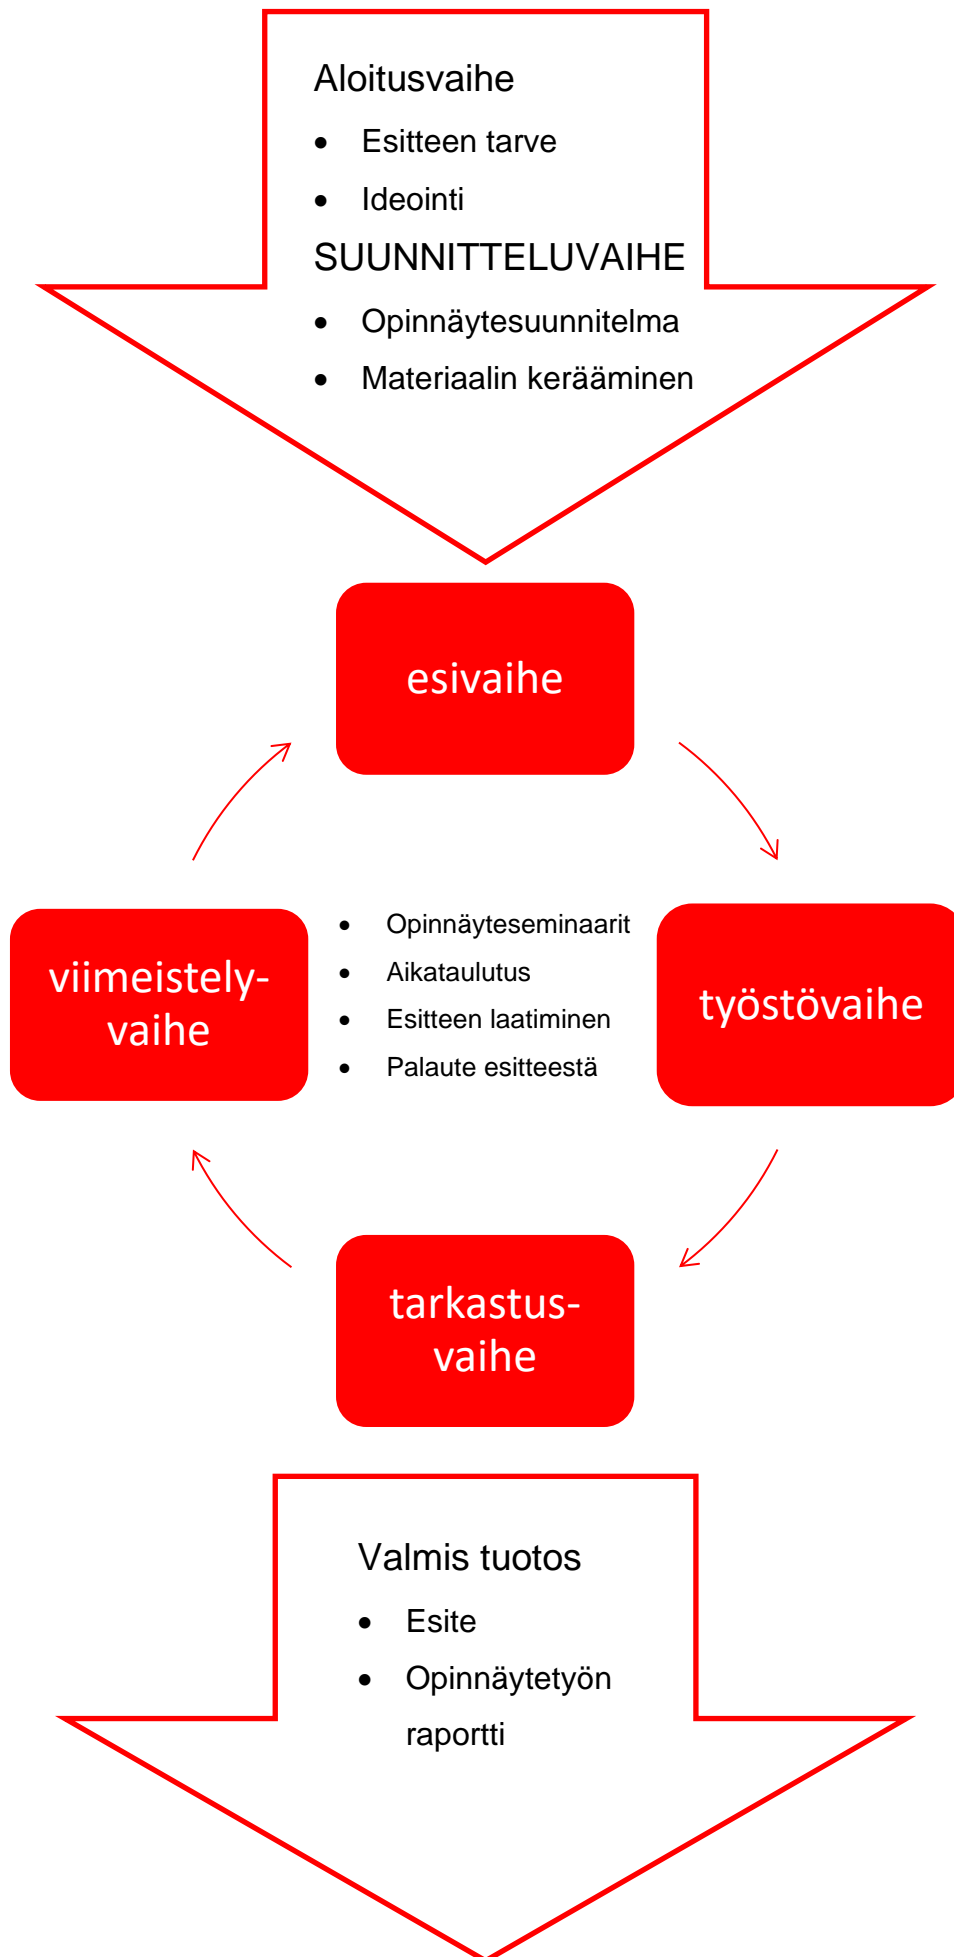 Aloitusvaihe
• Esitteen tarve
• Ideointi
SUUNNITTELUVAIHE
• Opinnäytesuunnitelma
• Materiaalin kerääminen
esivaihe
viimeistely-
vaihe
• Opinnäyteseminaarit
• Aikataulutus
• Esitteen laatiminen
• Palaute esitteestä
työstövaihe
tarkastus-
vaihe
Valmis tuotos
• Esite
• Opinnäytetyön
raportti